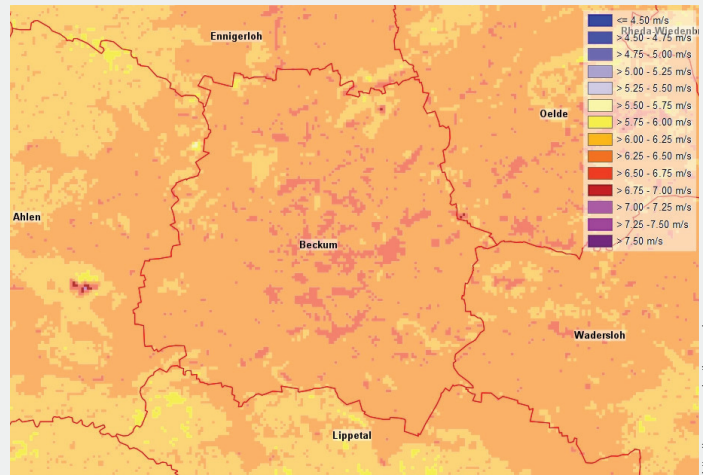 Ennigerloh
<= 4.50 m/s
Rheda-Wiedenb
> 4.50 - 4.75 m/s
> 4.75 - 5.00 m/s
> 5.00 - 5.25 m/s
> 5.25 - 5.50 m/s
> 5.50 - 5.75 m/s
> 5.75 - 6.00 m/s
> 6.00 - 6.25 m/s
> 6.25 - 6.50 m/s
> 6.50 - 6.75 m/s
> 6.75 - 7.00 m/s
> 7.00 - 7.25 m/s
> 7.25 -7.50 m/s
> 7.50 m/s
Oelde
Ahlen
Beckum
Wadersloh
Lippetal